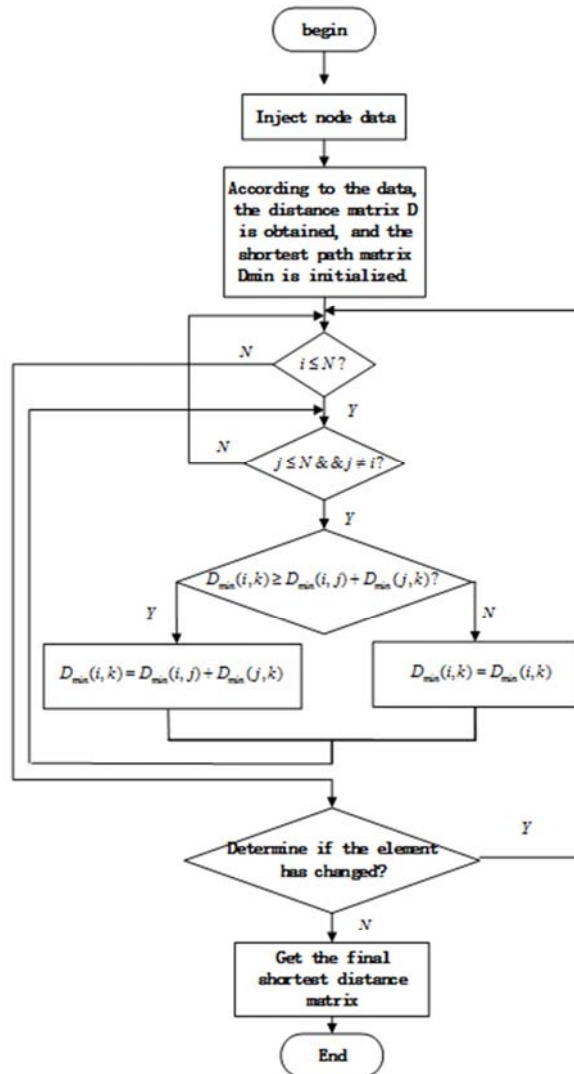 begin
Inject node data
According to the data,
the distance matrix D
is obtained, and the
shortest path matrix
Dmin is initialized
N
i ≤ N?
Y
N
j ≤ N && j ≠ i?
Y
D_min(i,k) ≥ D_min(i,j) + D_min(j,k)?
Y
N
D_min(i,k) = D_min(i,j) + D_min(j,k)
D_min(i,k) = D_min(i,k)
Determine if the element
has changed?
Y
N
Get the final
shortest distance
matrix
End